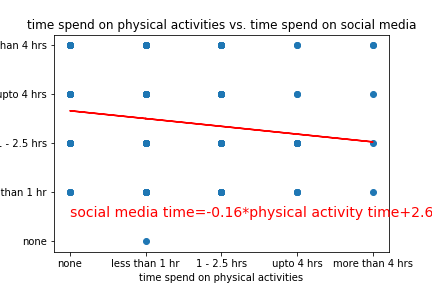 time spend on physical activities vs. time spend on social media
than 4 hrs
upto 4 hrs
- 2.5 hrs
than 1 hr
none
social media time=-0.16*physical activity time+2.6
none
less than 1 hr
1 - 2.5 hrs
upto 4 hrs
more than 4 hrs
time spend on physical activities